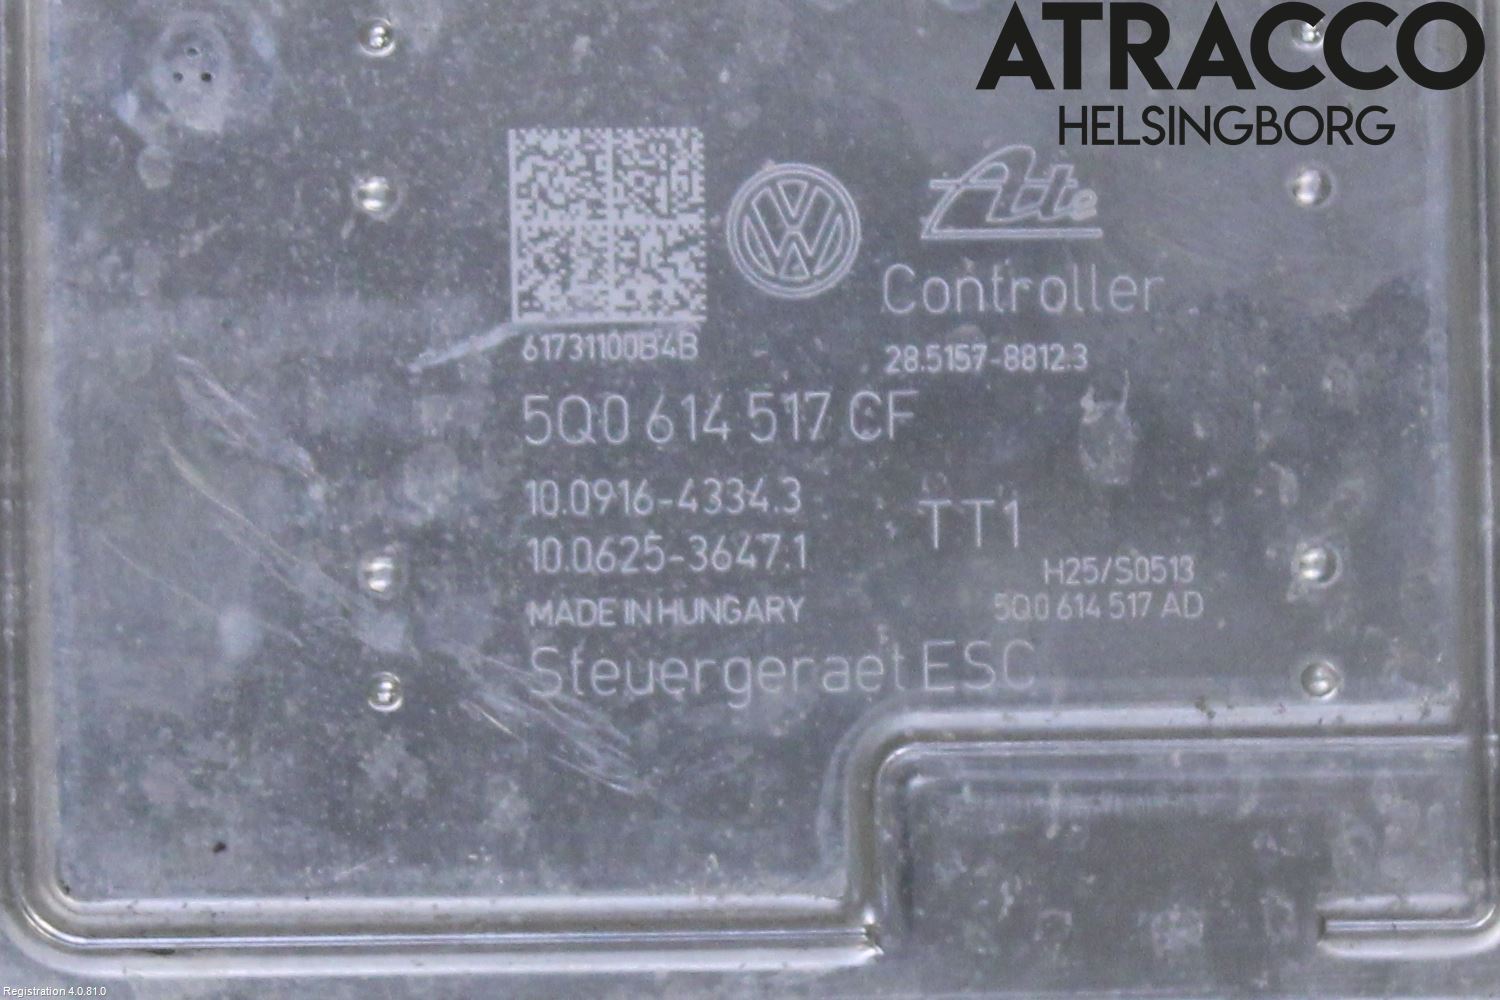 ATRACCO
HELSINGBORG
Ate
Controller
61731100B4B
28.5157-8812.3
5Q0 614 517 CF
10.0916-4334.3
TT1
10.0625-3647.1
H25/S0513
MADE IN HUNGARY
5Q0 614 517 AD
Steuergeraet ESC
Registration 4.0.81.0